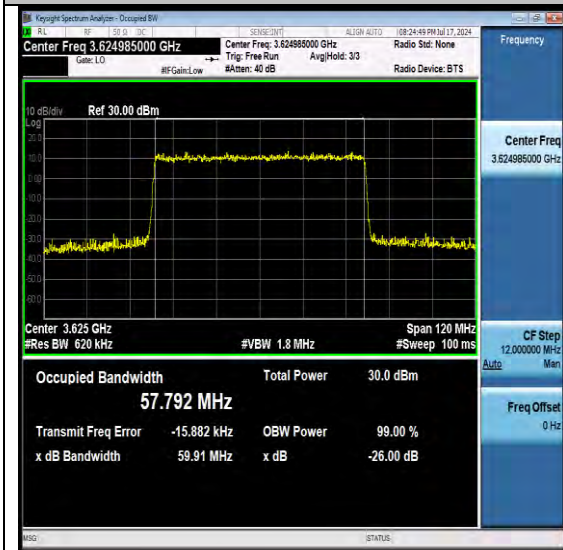 Keysight Spectrum Analyzer - Occupied BW
RL RF 50 Ω DC SENSE:INT ALIGN AUTO 08:24:49 PM Jul 17, 2024
Center Freq 3.624985000 GHz Center Freq: 3.624985000 GHz Radio Std: None Frequency
Gate: LO Trig: Free Run Avg|Hold: 3/3
#IFGain:Low #Atten: 40 dB Radio Device: BTS
10 dB/div Ref 30.00 dBm
Log
20.0
10.0
0.00
-10.0
-20.0
-30.0
-40.0
-50.0
-60.0
Center Freq
3.624985000 GHz
Center 3.625 GHz Span 120 MHz
#Res BW 620 kHz #VBW 1.8 MHz #Sweep 100 ms
CF Step
12.000000 MHz
Auto Man
Occupied Bandwidth Total Power 30.0 dBm
57.792 MHz
Freq Offset
0 Hz
Transmit Freq Error -15.882 kHz OBW Power 99.00 %
x dB Bandwidth 59.91 MHz x dB -26.00 dB
MSG STATUS